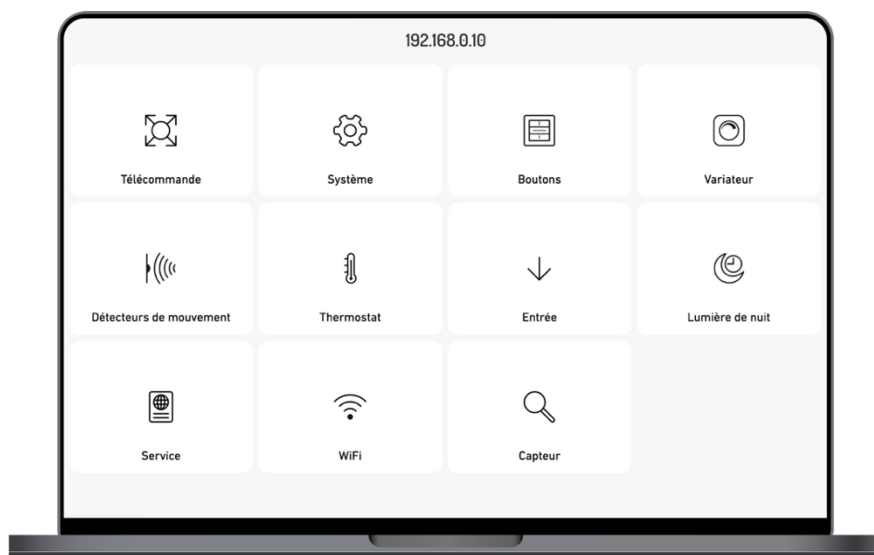 192.168.0.10
Télécommande
Système
Boutons
Variateur
Détecteurs de mouvement
Thermostat
Entrée
Lumière de nuit
Service
WiFi
Capteur